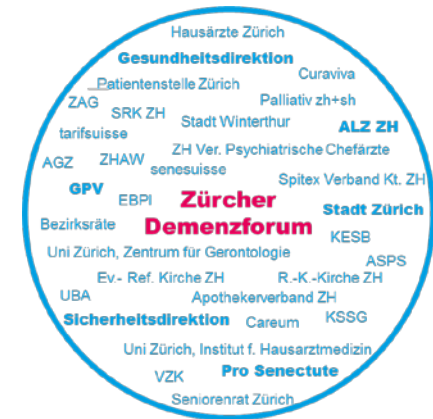 Hausärzte Zürich
Gesundheitsdirektion
Curaviva
Patientenstelle Zürich
ZAG
Palliativ zh+sh
SRK ZH
Stadt Winterthur
ALZ ZH
tarifsuisse
ZH Ver. Psychiatrische Chefärzte
AGZ
ZHAW
senesuisse
Spitex Verband Kt. ZH
GPV
EBPI
Zürcher
Demenzforum
Stadt Zürich
Bezirksräte
KESB
Uni Zürich, Zentrum für Gerontologie
ASPS
Ev.- Ref. Kirche ZH
R.-K.-Kirche ZH
UBA
Apothekerverband ZH
Sicherheitsdirektion
Careum
KSSG
Uni Zürich, Institut f. Hausarztmedizin
VZK
Pro Senectute
Seniorenrat Zürich